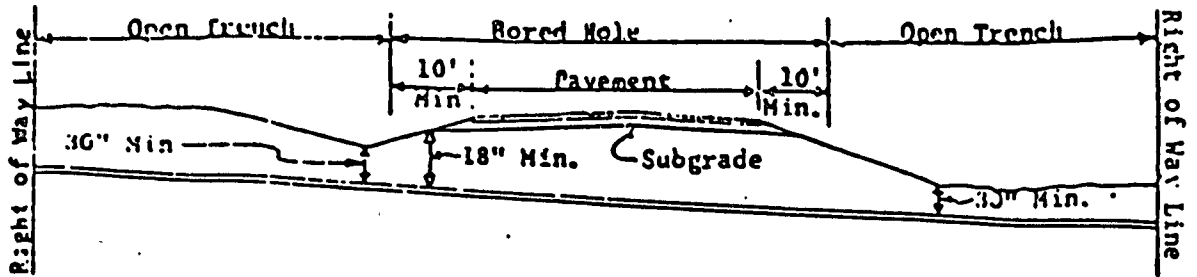 Open Trench
Bored Hole
Open Trench
10'
Min
Pavement
10'
Min.
36" Min
18" Min.
Subgrade
30" Min.
Right of Way Line
Right of Way Line